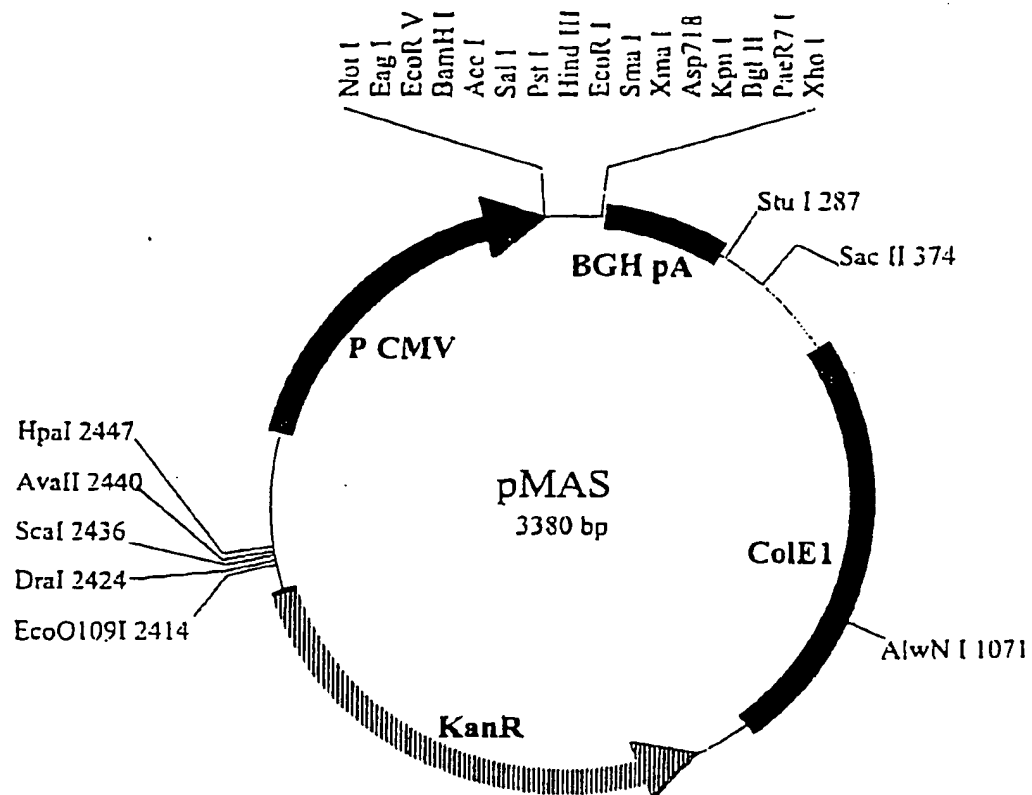 Not I
Eag I
EcoR V
BamH I
Acc I
Sal I
Pst I
Hind III
EcoR I
Sma I
Xma I
Asp718
Kpn I
Bgl II
PaeR7 I
Xho I
Stu I 287
Sac II 374
BGH pA
P CMV
HpaI 2447
AvaII 2440
ScaI 2436
DraI 2424
EcoO109I 2414
pMAS
3380 bp
ColE1
AlwN I 1071
KanR